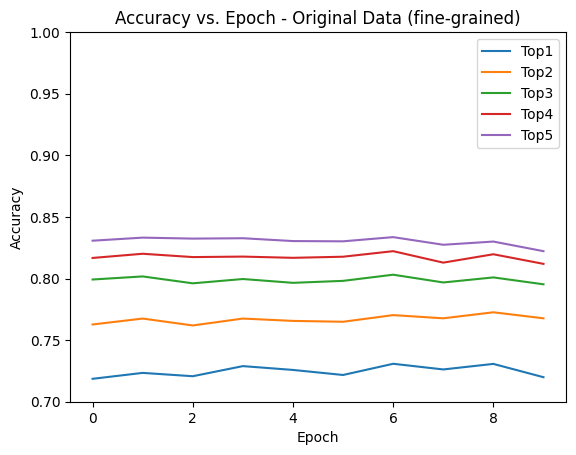 Accuracy vs. Epoch - Original Data (fine-grained)
1.00
0.95
0.90
0.85
0.80
0.75
0.70
Accuracy
Top1
Top2
Top3
Top4
Top5
0 2 4 6 8
Epoch